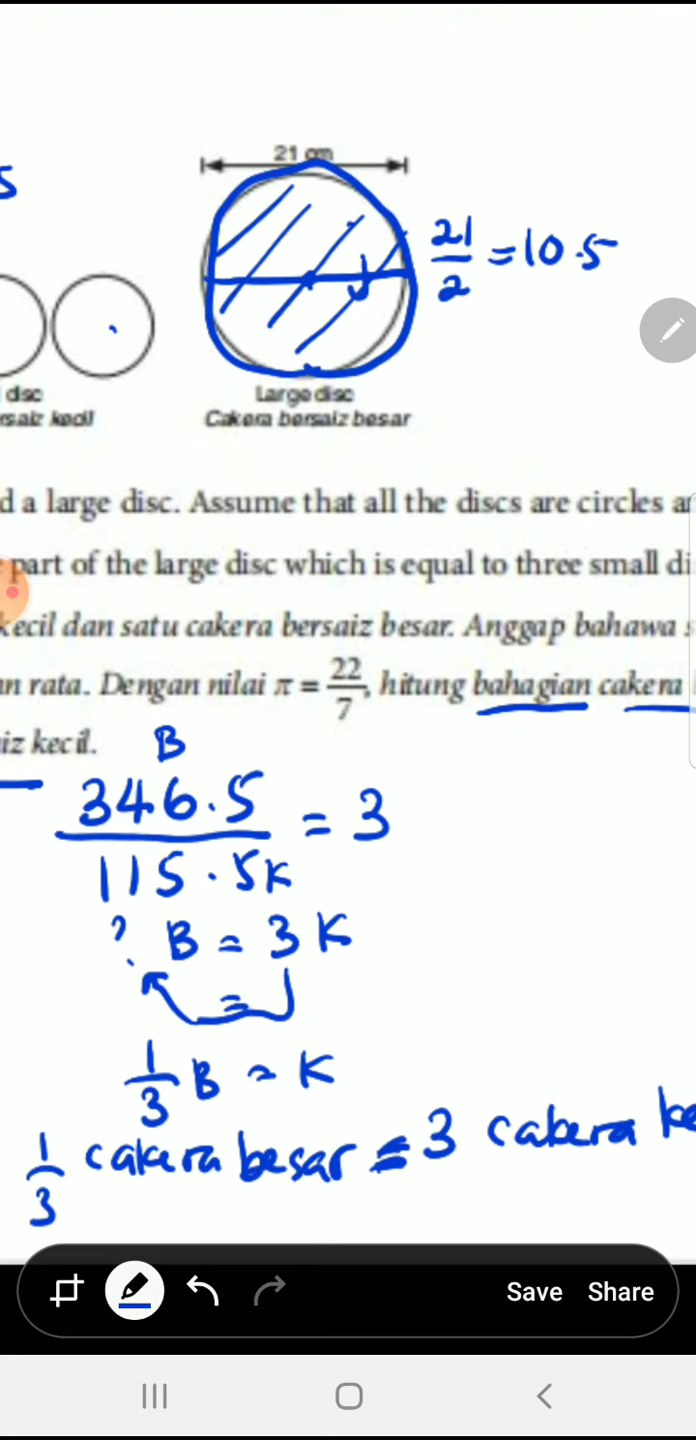 21 cm
s
21/2 = 10.5
disc
rsaiz kecil
Large disc
Cakera bersaiz besar
d a large disc. Assume that all the discs are circles a
part of the large disc which is equal to three small di
kecil dan satu cakera bersaiz besar. Anggap bahawa s
an rata. Dengan nilai π = 22/7, hitung bahagian cakera
iz kecil.
B
346.5 / 115.5K = 3
? B = 3K
=
1/3 B = K
1/3 cakera besar = 3 cakera ke
Save Share